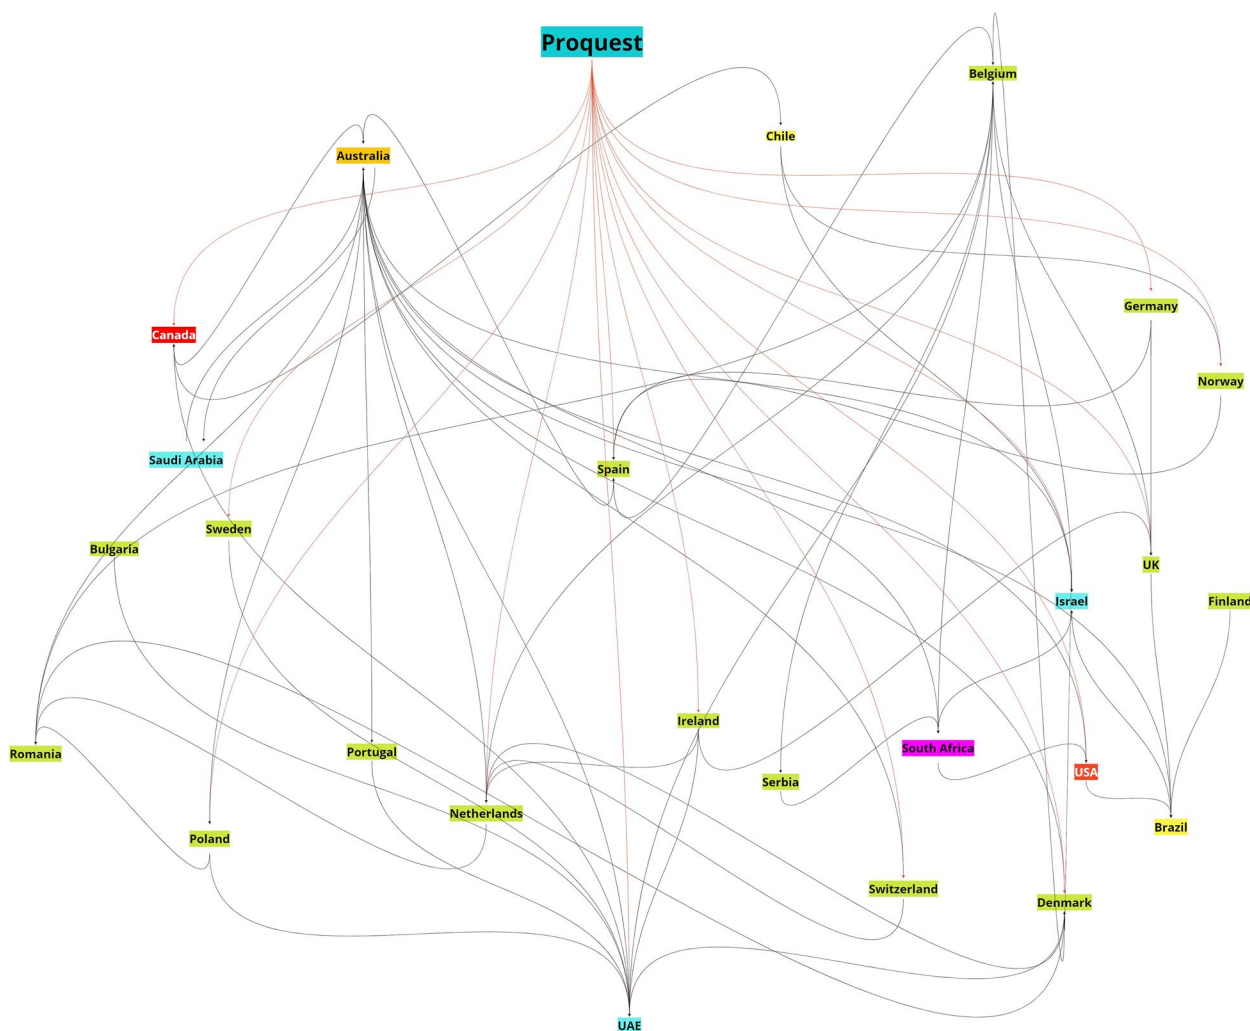 Proquest
Belgium
Chile
Australia
Germany
Canada
Norway
Saudi Arabia
Spain
Sweden
Bulgaria
UK
Israel
Finland
Ireland
Romania
Portugal
South Africa
USA
Serbia
Netherlands
Brazil
Poland
Switzerland
Denmark
UAE